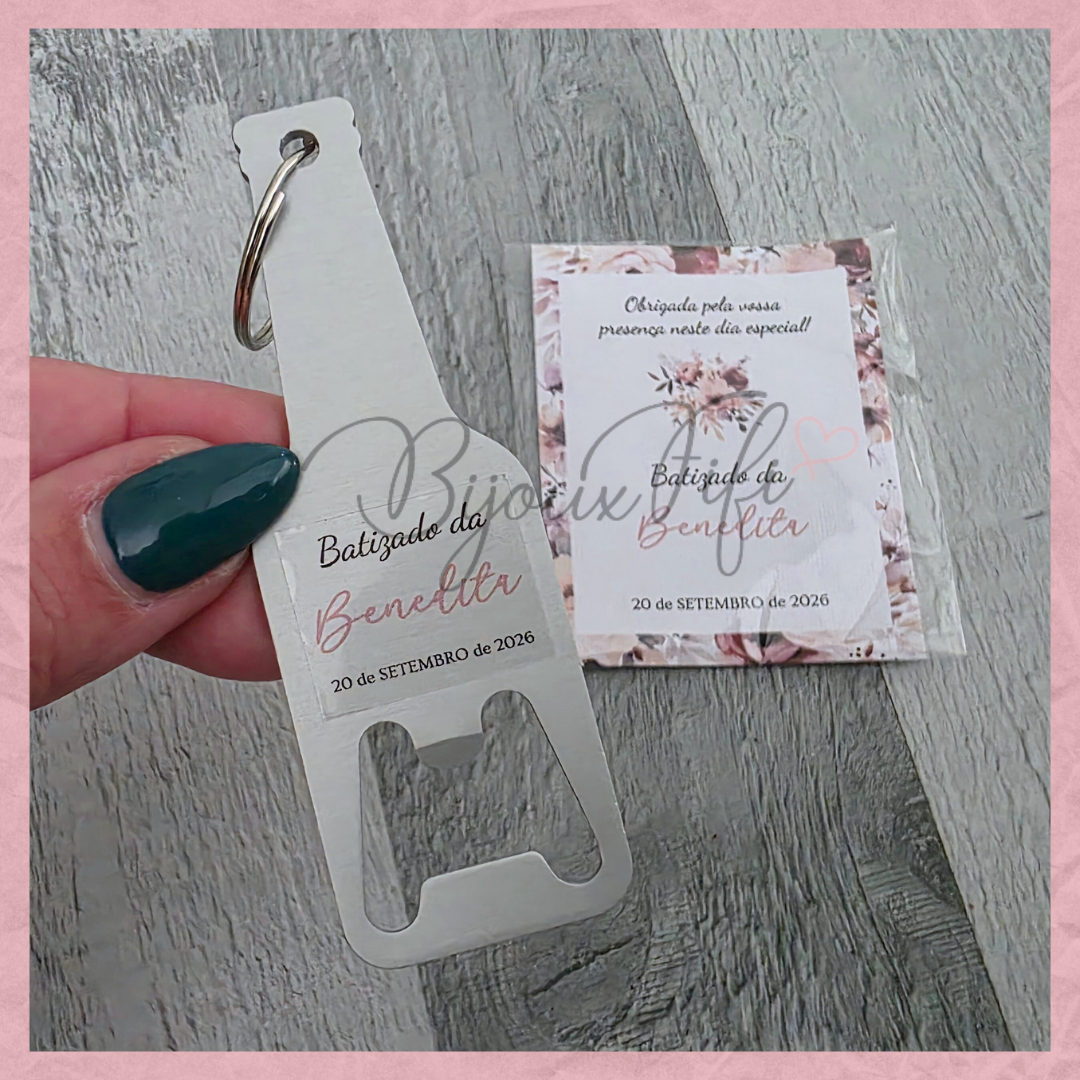 Obrigada pela vossa
presença neste dia especial!
Batizado da
Benedita
20 de SETEMBRO de 2026
Batizado da
Benedita
20 de SETEMBRO de 2026
Bijoux Fifi